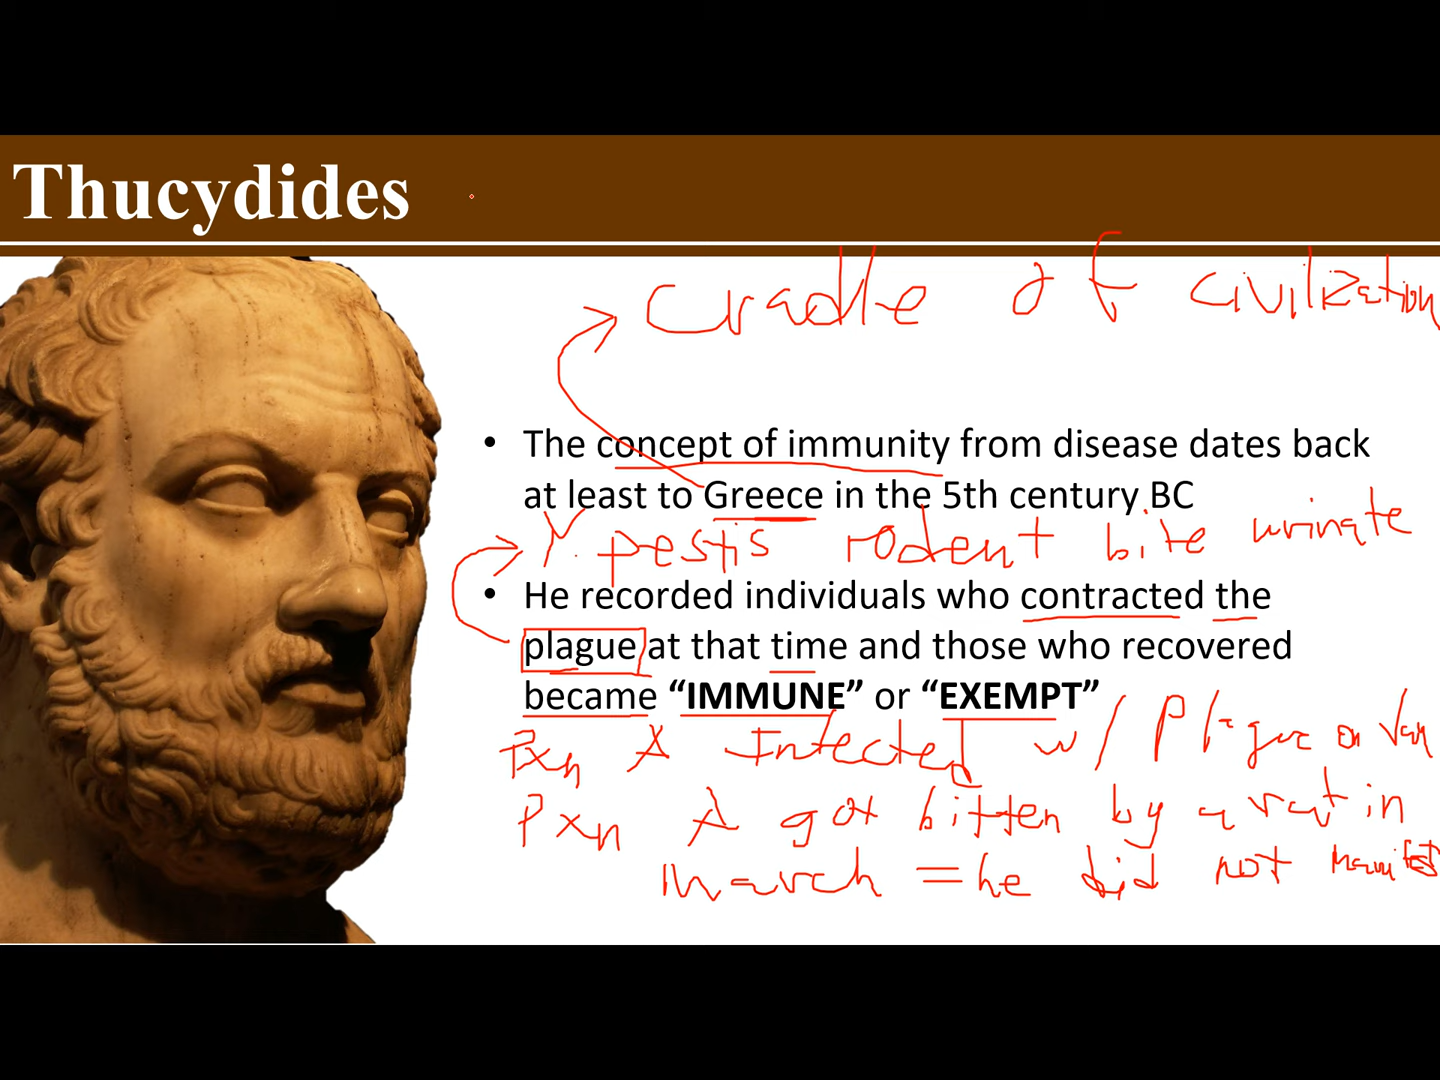 Thucydides
cradle of civilization
• The concept of immunity from disease dates back
at least to Greece in the 5th century BC
Y. pestis rodent bite urinate
• He recorded individuals who contracted the
plague at that time and those who recovered
became “IMMUNE” or “EXEMPT”
Pxn A Infected w/ Plague on Jan
Pxn A got bitten by a rat in
march = he did not manifest